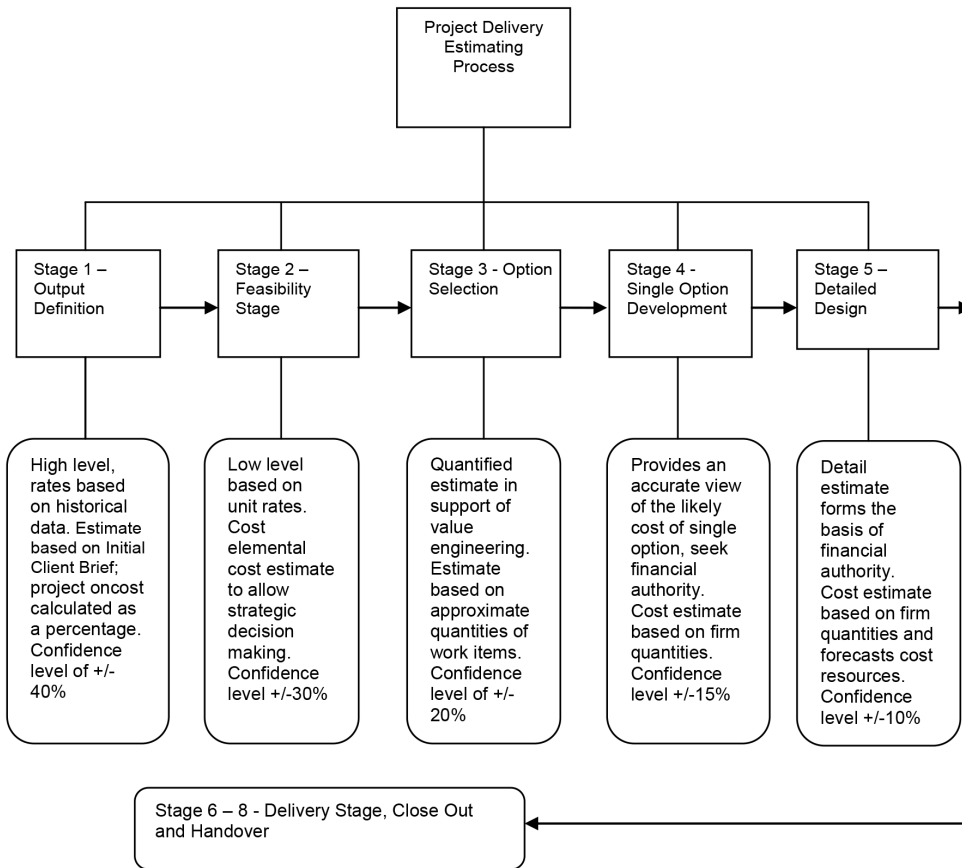 Project Delivery
Estimating
Process
Stage 1 –
Output
Definition
Stage 2 –
Feasibility
Stage
Stage 3 - Option
Selection
Stage 4 -
Single Option
Development
Stage 5 –
Detailed
Design
High level,
rates based
on historical
data. Estimate
based on Initial
Client Brief;
project oncost
calculated as
a percentage.
Confidence
level of +/-
40%
Low level
based on
unit rates.
Cost
elemental
cost estimate
to allow
strategic
decision
making.
Confidence
level +/-30%
Quantified
estimate in
support of
value
engineering.
Estimate
based on
approximate
quantities of
work items.
Confidence
level of +/-
20%
Provides an
accurate view
of the likely
cost of single
option, seek
financial
authority.
Cost estimate
based on firm
quantities.
Confidence
level +/-15%
Detail
estimate
forms the
basis of
financial
authority.
Cost estimate
based on firm
quantities and
forecasts cost
resources.
Confidence
level +/-10%
Stage 6 – 8 - Delivery Stage, Close Out
and Handover